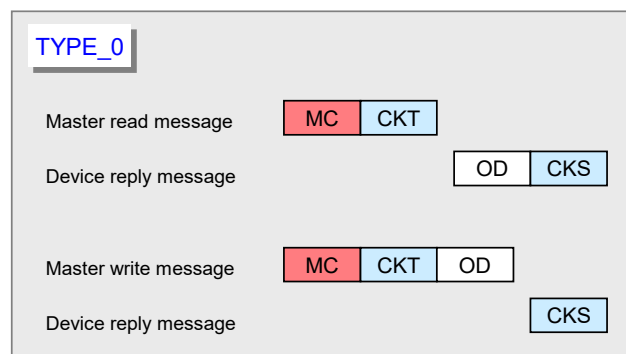 TYPE_0
Master read message MC CKT
Device reply message OD CKS
Master write message MC CKT OD
Device reply message CKS